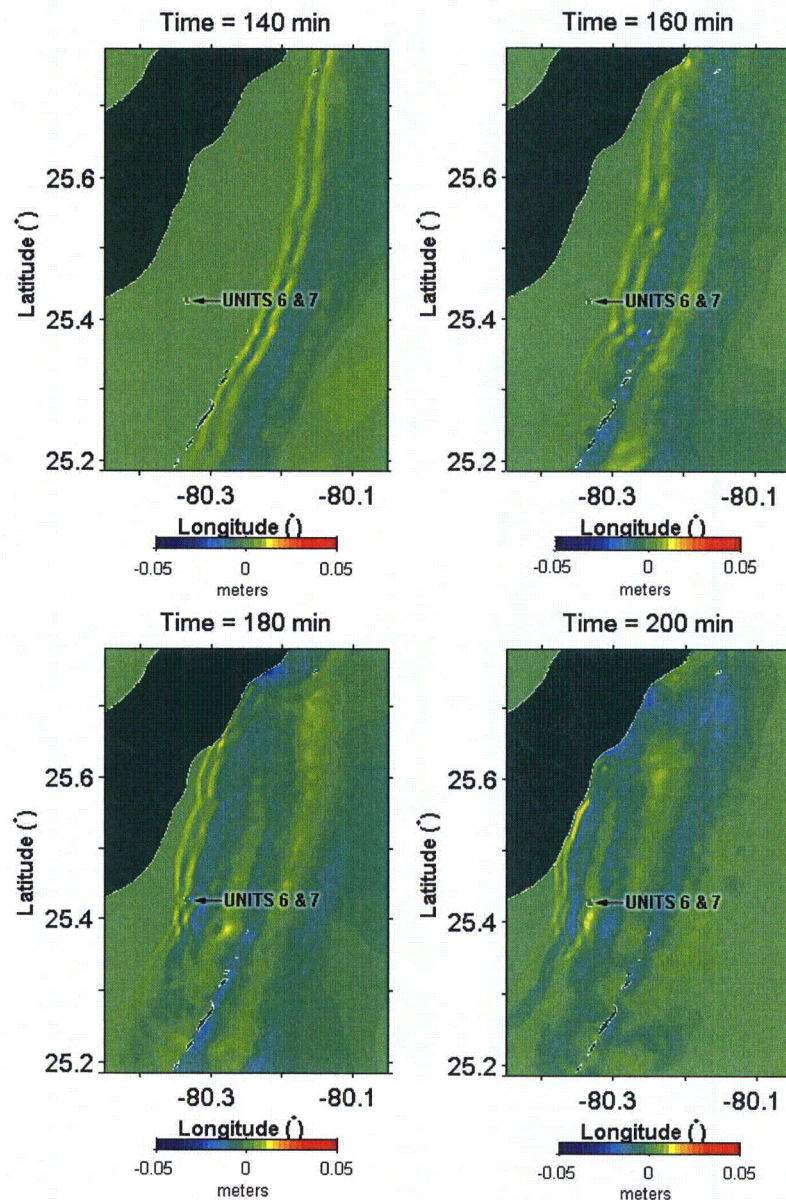 Time = 140 min
Latitude (°)
25.6
25.4
25.2
UNITS 6 & 7
-80.3
-80.1
Longitude (°)
-0.05
0
0.05
meters
Time = 160 min
Latitude (°)
25.6
25.4
25.2
UNITS 6 & 7
-80.3
-80.1
Longitude (°)
-0.05
0
0.05
meters
Time = 180 min
Latitude (°)
25.6
25.4
25.2
UNITS 6 & 7
-80.3
-80.1
Longitude (°)
-0.05
0
0.05
meters
Time = 200 min
Latitude (°)
25.6
25.4
25.2
UNITS 6 & 7
-80.3
-80.1
Longitude (°)
-0.05
0
0.05
meters